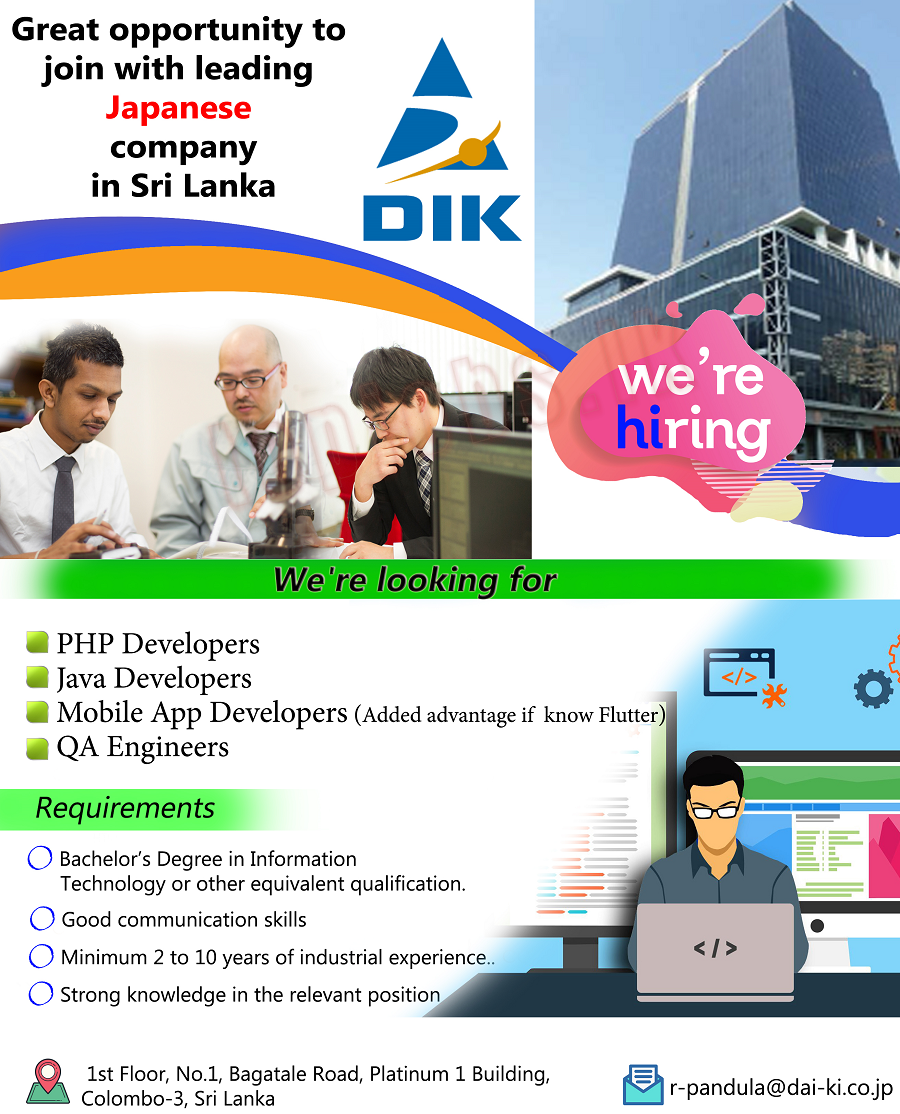 Great opportunity to
join with leading
Japanese
company
in Sri Lanka
DIK
we're
hiring
We're looking for
PHP Developers
Java Developers
Mobile App Developers (Added advantage if know Flutter)
QA Engineers
</>
Requirements
Bachelor's Degree in Information
Technology or other equivalent qualification.
Good communication skills
Minimum 2 to 10 years of industrial experience..
Strong knowledge in the relevant position
</>
1st Floor, No.1, Bagatale Road, Platinum 1 Building,
Colombo-3, Sri Lanka
r-pandula@dai-ki.co.jp